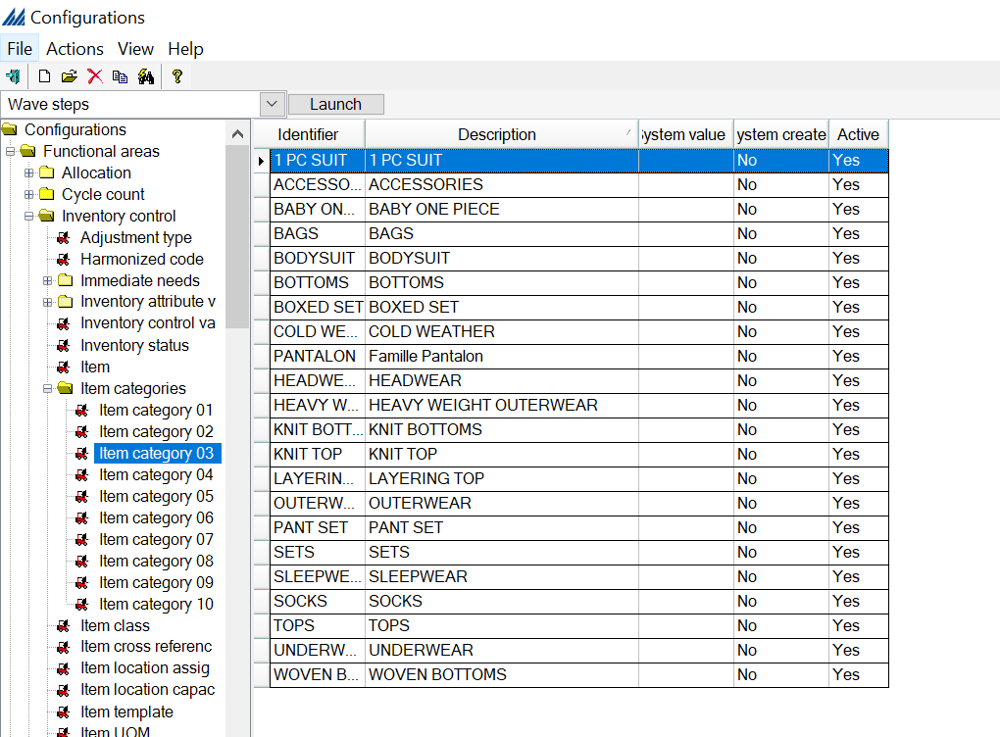 Configurations
File Actions View Help
Wave steps Launch
Configurations
Functional areas
Allocation
Cycle count
Inventory control
Adjustment type
Harmonized code
Immediate needs
Inventory attribute v
Inventory control va
Inventory status
Item
Item categories
Item category 01
Item category 02
Item category 03
Item category 04
Item category 05
Item category 06
Item category 07
Item category 08
Item category 09
Item category 10
Item class
Item cross referenc
Item location assig
Item location capac
Item template
Item UOM
Identifier Description System value ystem create Active
1 PC SUIT 1 PC SUIT No Yes
ACCESSO... ACCESSORIES No Yes
BABY ON... BABY ONE PIECE No Yes
BAGS BAGS No Yes
BODYSUIT BODYSUIT No Yes
BOTTOMS BOTTOMS No Yes
BOXED SET BOXED SET No Yes
COLD WE... COLD WEATHER No Yes
PANTALON Famille Pantalon No Yes
HEADWE... HEADWEAR No Yes
HEAVY W... HEAVY WEIGHT OUTERWEAR No Yes
KNIT BOTT... KNIT BOTTOMS No Yes
KNIT TOP KNIT TOP No Yes
LAYERIN... LAYERING TOP No Yes
OUTERW... OUTERWEAR No Yes
PANT SET PANT SET No Yes
SETS SETS No Yes
SLEEPWE... SLEEPWEAR No Yes
SOCKS SOCKS No Yes
TOPS TOPS No Yes
UNDERW... UNDERWEAR No Yes
WOVEN B... WOVEN BOTTOMS No Yes